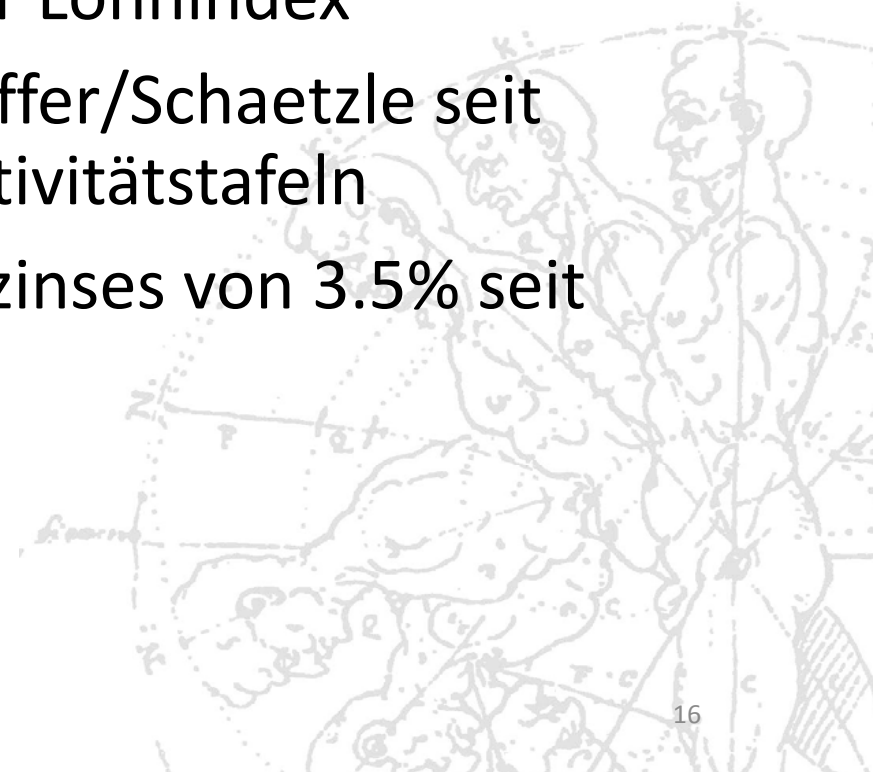 r Lohnindex
ffer/Schaetzle seit
tivitätstafeln
zinses von 3.5% seit
16